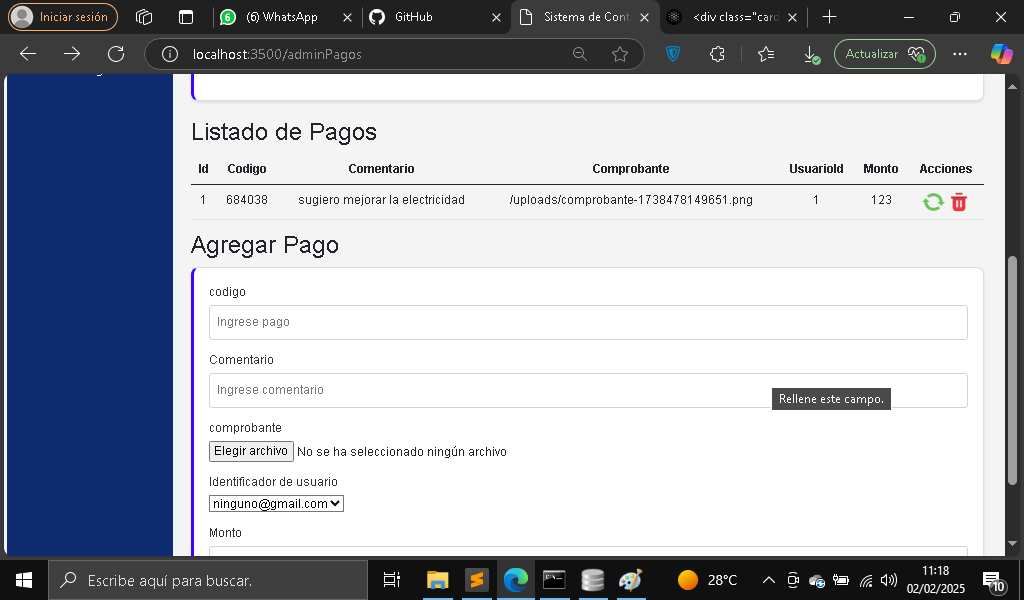 Iniciar sesión
(6) WhatsApp
GitHub
Sistema de Cont
<div class="card
localhost:3500/adminPagos
Actualizar
Listado de Pagos
Id Codigo Comentario Comprobante UsuarioId Monto Acciones
1 684038 sugiero mejorar la electricidad /uploads/comprobante-1738478149651.png 1 123
Agregar Pago
codigo
Ingrese pago
Comentario
Ingrese comentario
Rellene este campo.
comprobante
Elegir archivo No se ha seleccionado ningún archivo
Identificador de usuario
ninguno@gmail.com
Monto
Escribe aquí para buscar.
28°C
11:18
02/02/2025
10